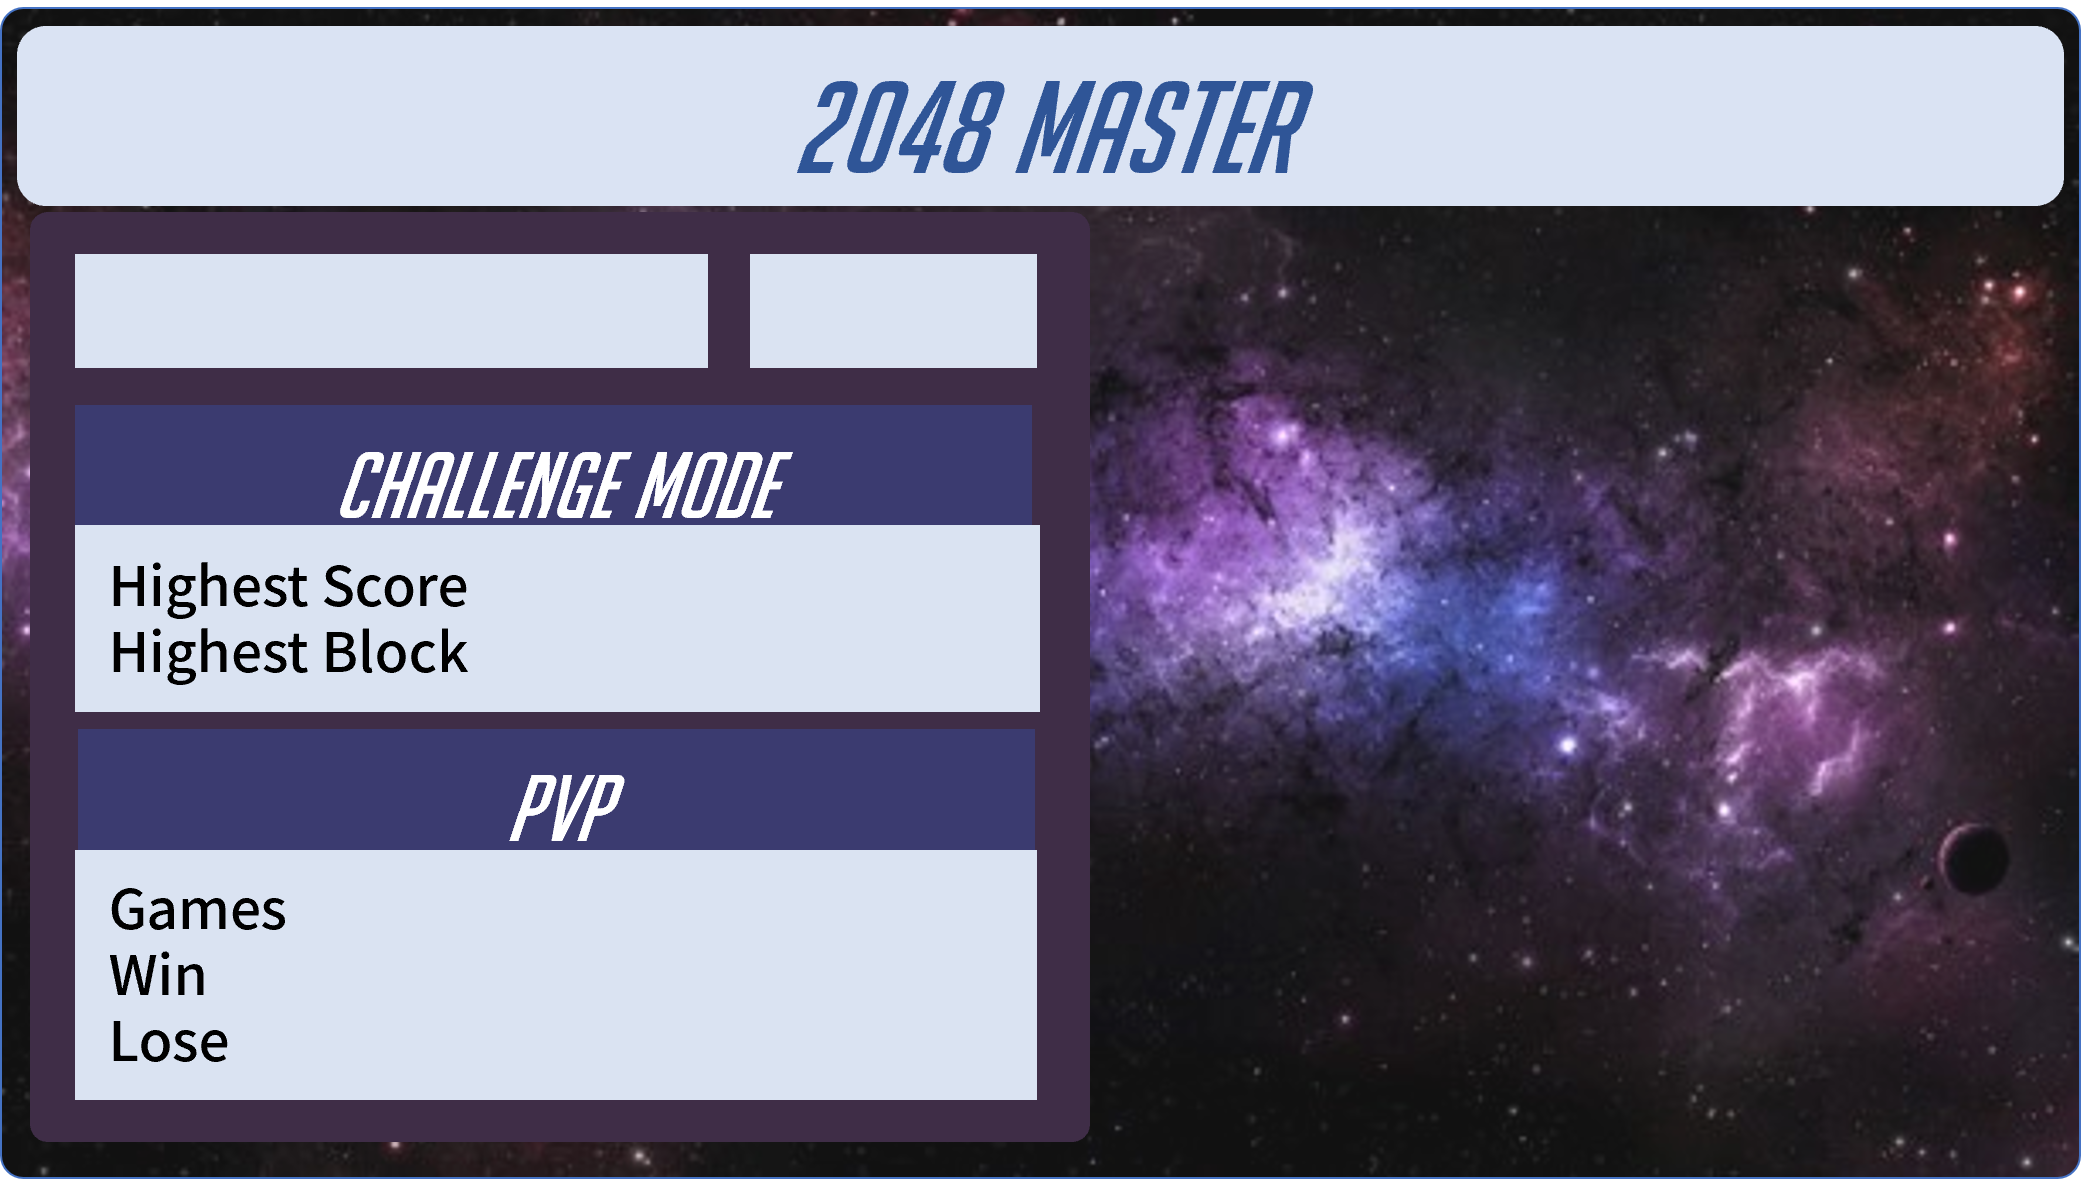 2048 MASTER
CHALLENGE MODE
Highest Score
Highest Block
PVP
Games
Win
Lose